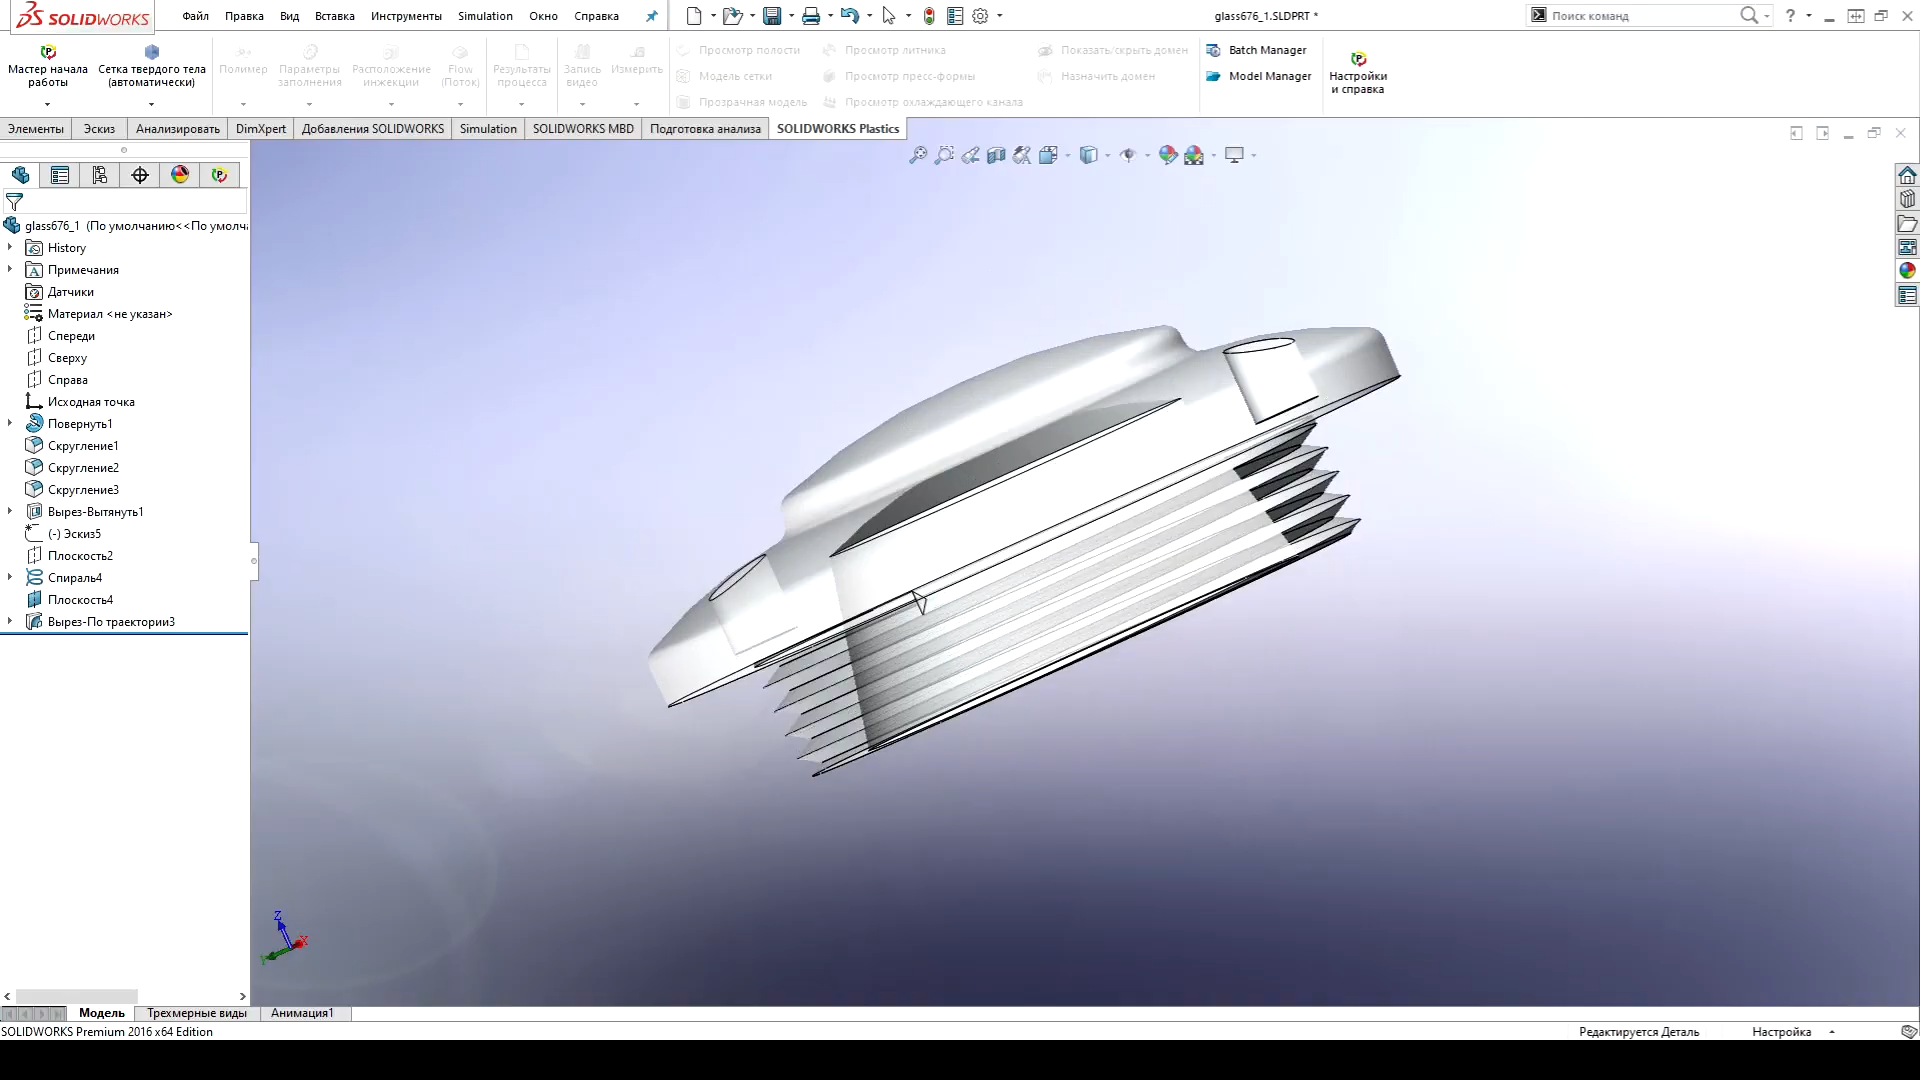 SOLIDWORKS Файл Правка Вид Вставка Инструменты Simulation Окно Справка glass676_1.SLDPRT * Поиск команд ?
Мастер начала работы
Сетка твердого тела (автоматически)
Полимер
Параметры заполнения
Расположение инжекции
Flow (Поток)
Результаты процесса
Запись видео
Измерить
Просмотр полости
Модель сетки
Прозрачная модель
Просмотр литника
Просмотр пресс-формы
Просмотр охлаждающего канала
Показать/скрыть домен
Назначить домен
Batch Manager
Model Manager
Настройки и справка
Элементы Эскиз Анализировать DimXpert Добавления SOLIDWORKS Simulation SOLIDWORKS MBD Подготовка анализа SOLIDWORKS Plastics
glass676_1 (По умолчанию<<По умолча
History
Примечания
Датчики
Материал <не указан>
Спереди
Сверху
Справа
Исходная точка
Повернуть1
Скругление1
Скругление2
Скругление3
Вырез-Вытянуть1
(-) Эскиз5
Плоскость2
Спираль4
Плоскость4
Вырез-По траектории3
Z
X
Y
Модель Трехмерные виды Анимация1
SOLIDWORKS Premium 2016 x64 Edition Редактируется Деталь Настройка